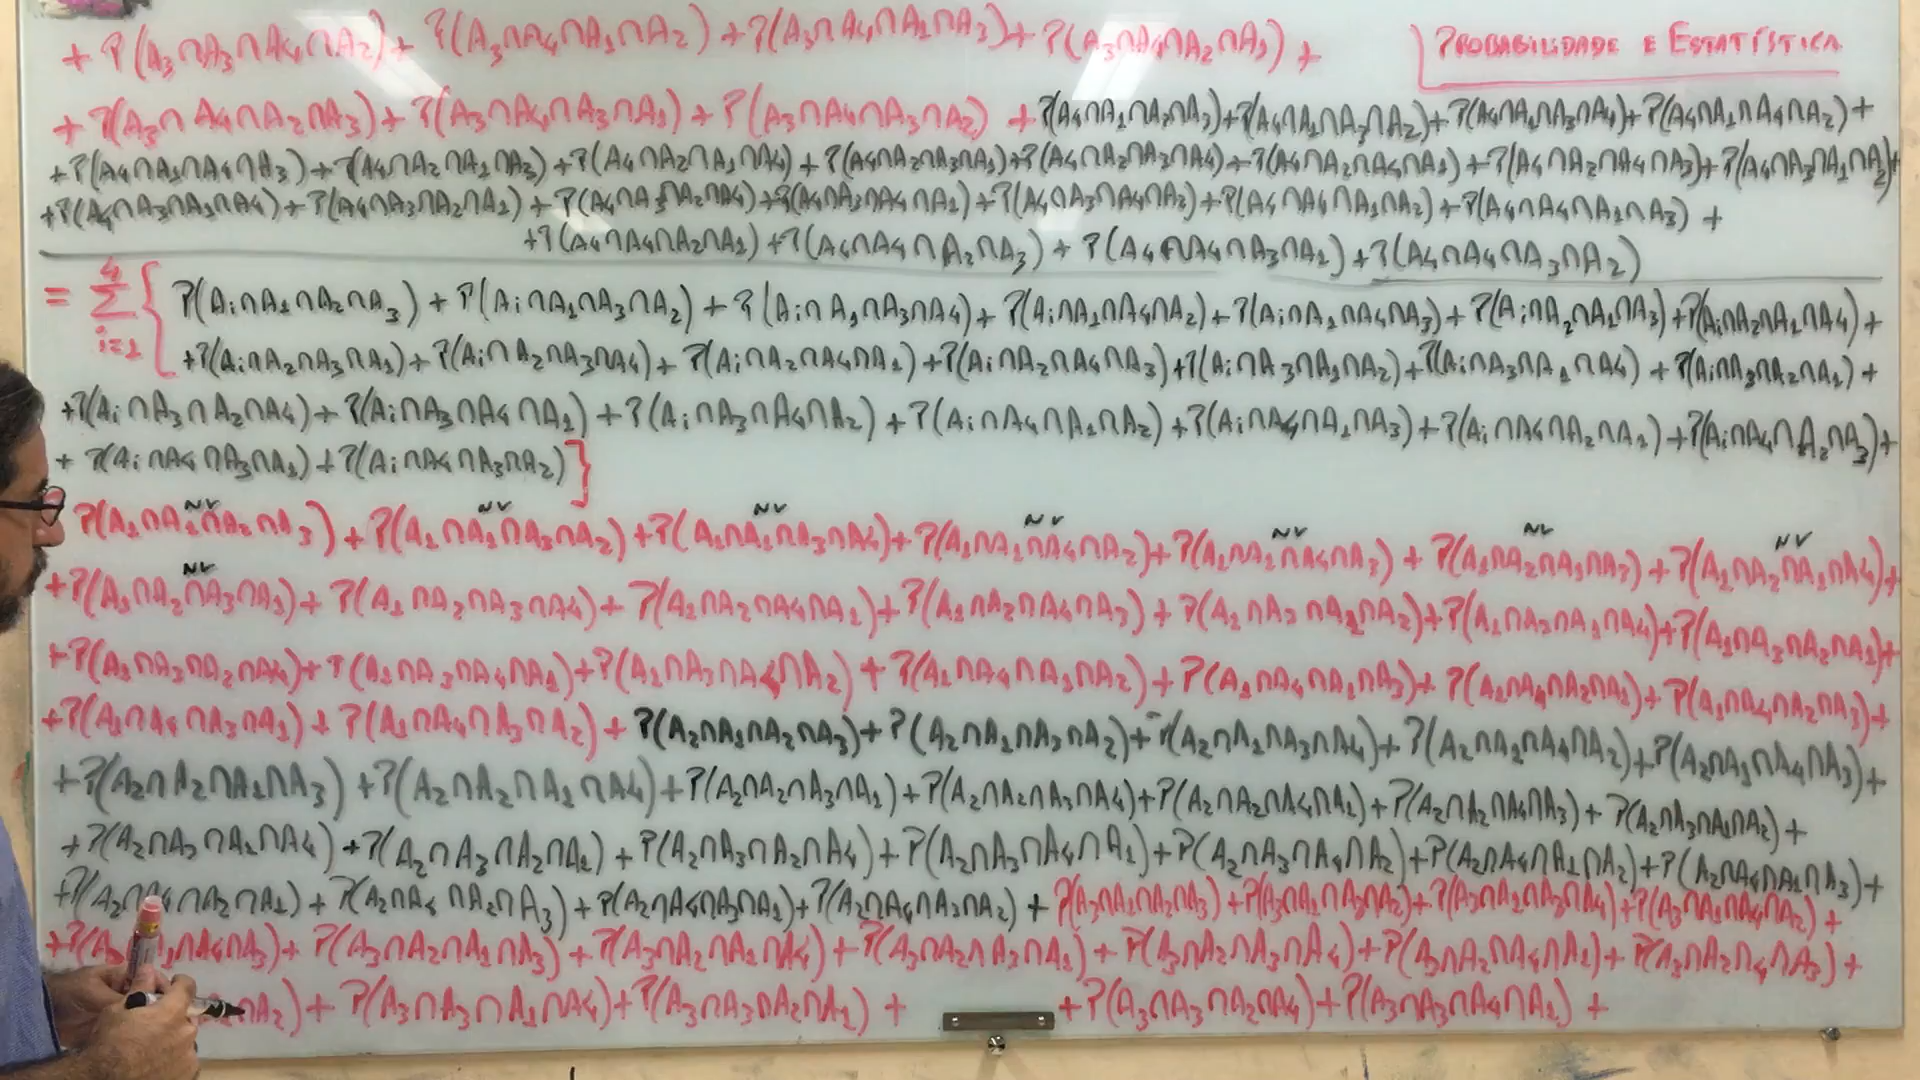 + P(A3∩A3∩A4∩A2) + P(A3∩A4∩A1∩A2) + P(A3∩A4∩A1∩A3) + P(A3∩A4∩A2∩A1) +
PROBABILIDADE E ESTATÍSTICA
+ P(A3∩A4∩A2∩A3) + P(A3∩A4∩A3∩A1) + P(A3∩A4∩A3∩A2) + P(A4∩A1∩A2∩A3) + P(A4∩A1∩A3∩A2) + P(A4∩A1∩A3∩A4) + P(A4∩A1∩A4∩A2) +
+ P(A4∩A1∩A4∩A3) + P(A4∩A2∩A1∩A3) + P(A4∩A2∩A1∩A4) + P(A4∩A2∩A3∩A1) + P(A4∩A2∩A3∩A4) + P(A4∩A2∩A4∩A1) + P(A4∩A2∩A4∩A3) + P(A4∩A3∩A1∩A2) +
+ P(A4∩A3∩A1∩A4) + P(A4∩A3∩A2∩A1) + P(A4∩A3∩A2∩A4) + P(A4∩A3∩A4∩A1) + P(A4∩A3∩A4∩A2) + P(A4∩A4∩A1∩A2) + P(A4∩A4∩A1∩A3) +
+ P(A4∩A4∩A2∩A1) + P(A4∩A4∩A2∩A3) + P(A4∩A4∩A3∩A1) + P(A4∩A4∩A3∩A2)
= 4 Σ i=1 { P(Ai∩A1∩A2∩A3) + P(Ai∩A1∩A3∩A2) + P(Ai∩A1∩A3∩A4) + P(Ai∩A1∩A4∩A2) + P(Ai∩A1∩A4∩A3) + P(Ai∩A2∩A1∩A3) + P(Ai∩A2∩A1∩A4) +
+ P(Ai∩A2∩A3∩A1) + P(Ai∩A2∩A3∩A4) + P(Ai∩A2∩A4∩A1) + P(Ai∩A2∩A4∩A3) + P(Ai∩A3∩A1∩A2) + P(Ai∩A3∩A1∩A4) + P(Ai∩A3∩A2∩A1) +
+ P(Ai∩A3∩A2∩A4) + P(Ai∩A3∩A4∩A1) + P(Ai∩A3∩A4∩A2) + P(Ai∩A4∩A1∩A2) + P(Ai∩A4∩A1∩A3) + P(Ai∩A4∩A2∩A1) + P(Ai∩A4∩A2∩A3) +
+ P(Ai∩A4∩A3∩A1) + P(Ai∩A4∩A3∩A2) }
NV NV NV NV NV NV NV
P(A1∩A1∩A2∩A3) + P(A1∩A1∩A3∩A2) + P(A1∩A1∩A3∩A4) + P(A1∩A1∩A4∩A2) + P(A1∩A1∩A4∩A3) + P(A1∩A2∩A1∩A3) + P(A1∩A2∩A1∩A4) +
NV
+ P(A1∩A2∩A3∩A1) + P(A1∩A2∩A3∩A4) + P(A1∩A2∩A4∩A1) + P(A1∩A2∩A4∩A3) + P(A1∩A3∩A1∩A2) + P(A1∩A3∩A1∩A4) + P(A1∩A3∩A2∩A1) +
+ P(A1∩A3∩A2∩A4) + P(A1∩A3∩A4∩A1) + P(A1∩A3∩A4∩A2) + P(A1∩A4∩A1∩A2) + P(A1∩A4∩A1∩A3) + P(A1∩A4∩A2∩A1) + P(A1∩A4∩A2∩A3) +
+ P(A1∩A4∩A3∩A1) + P(A1∩A4∩A3∩A2) + P(A2∩A1∩A2∩A3) + P(A2∩A1∩A3∩A2) + P(A2∩A1∩A3∩A4) + P(A2∩A1∩A4∩A2) + P(A2∩A1∩A4∩A3) +
+ P(A2∩A2∩A1∩A3) + P(A2∩A2∩A1∩A4) + P(A2∩A2∩A3∩A1) + P(A2∩A2∩A3∩A4) + P(A2∩A2∩A4∩A1) + P(A2∩A2∩A4∩A3) + P(A2∩A3∩A1∩A2) +
+ P(A2∩A3∩A1∩A4) + P(A2∩A3∩A2∩A1) + P(A2∩A3∩A2∩A4) + P(A2∩A3∩A4∩A1) + P(A2∩A3∩A4∩A2) + P(A2∩A4∩A1∩A2) + P(A2∩A4∩A1∩A3) +
+ P(A2∩A4∩A2∩A1) + P(A2∩A4∩A2∩A3) + P(A2∩A4∩A3∩A1) + P(A2∩A4∩A3∩A2) + P(A3∩A1∩A2∩A3) + P(A3∩A1∩A3∩A2) + P(A3∩A1∩A3∩A4) + P(A3∩A1∩A4∩A2) +
+ P(A3 ∩A4∩A3) + P(A3∩A2∩A1∩A3) + P(A3∩A2∩A1∩A4) + P(A3∩A2∩A3∩A1) + P(A3∩A2∩A3∩A4) + P(A3∩A2∩A4∩A1) + P(A3∩A2∩A4∩A3) +
∩A2) + P(A3∩A3∩A1∩A4) + P(A3∩A3∩A2∩A1) + + P(A3∩A3∩A2∩A4) + P(A3∩A3∩A4∩A1) +